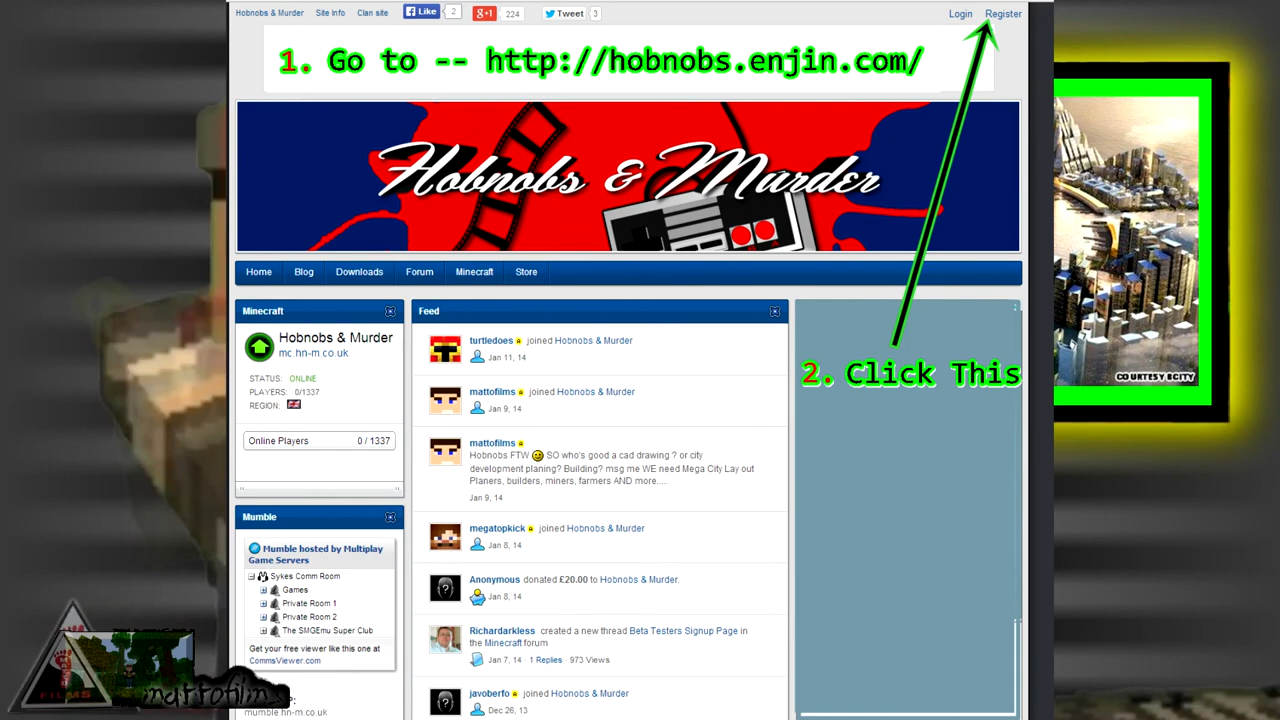 Hobnobs & Murder Site Info Clan site Like 2 g+1 224 Tweet 3 Login Register
1. Go to -- http://hobnobs.enjin.com/
Hobnobs & Murder
Home Blog Downloads Forum Minecraft Store
Minecraft
Hobnobs & Murder
mc.hn-m.co.uk
STATUS: ONLINE
PLAYERS: 0/1337
REGION:
Online Players 0 / 1337
Mumble
Mumble hosted by Multiplay
Game Servers
Sykes Comm Room
Games
Private Room 1
Private Room 2
The SMGEmu Super Club
Get your free viewer like this one at
CommsViewer.com
mumble.hn-m.co.uk
Feed
turtledoes joined Hobnobs & Murder
Jan 11, 14
mattofilms joined Hobnobs & Murder
Jan 9, 14
mattofilms
Hobnobs FTW SO who's good a cad drawing ? or city
development planing? Building? msg me WE need Mega City Lay out
Planers, builders, miners, farmers AND more.....
Jan 9, 14
megatopkick joined Hobnobs & Murder
Jan 8, 14
Anonymous donated £20.00 to Hobnobs & Murder.
Jan 8, 14
Richardarkless created a new thread Beta Testers Signup Page in
the Minecraft forum
Jan 7, 14 · 1 Replies · 973 Views
javoberfo joined Hobnobs & Murder
Dec 26, 13
2. Click This
COURTESY 8CITY
FILMS
mattofilms